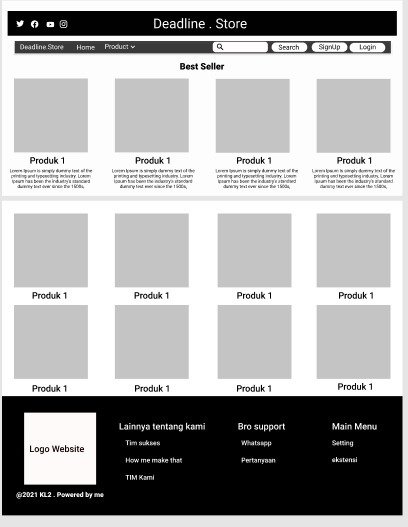 Deadline . Store
Deadline Store Home Product Search SignUp Login
Best Seller
Produk 1 Produk 1 Produk 1 Produk 1
Lorem Ipsum is simply dummy text of the Lorem Ipsum is simply dummy text of the Lorem Ipsum is simply dummy text of the Lorem Ipsum is simply dummy text of the
printing and typesetting industry. Lorem printing and typesetting industry. Lorem printing and typesetting industry. Lorem printing and typesetting industry. Lorem
Ipsum has been the industry's standard Ipsum has been the industry's standard Ipsum has been the industry's standard Ipsum has been the industry's standard
dummy text ever since the 1500s, dummy text ever since the 1500s, dummy text ever since the 1500s, dummy text ever since the 1500s,
Produk 1 Produk 1 Produk 1 Produk 1
Produk 1 Produk 1 Produk 1 Produk 1
Logo Website
@2021 KL2 . Powered by me
Lainnya tentang kami
Tim sukses
How me make that
TIM Kami
Bro support
Whatsapp
Pertanyaan
Main Menu
Setting
ekstensi